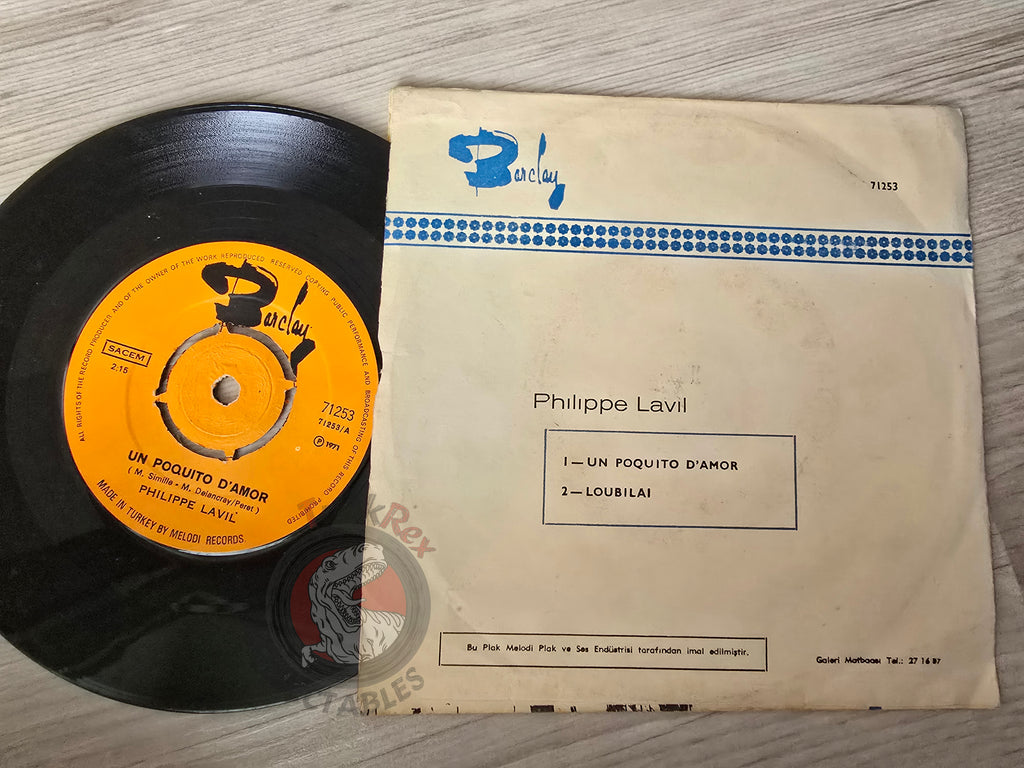 Barclay
ALL RIGHTS OF THE RECORD PRODUCER AND OF THE OWNER OF THE WORK REPRODUCED RESERVED COPYING PUBLIC PERFORMANCE AND BROADCASTING OF THIS RECORD PROHIBITED
SACEM
2:15
71253
71253/A
Ⓟ 1971
UN POQUITO D'AMOR
( M. Simille - M. Delancray/Peret )
PHILIPPE LAVIL
MADE IN TURKEY BY MELODI RECORDS.
Barclay
71253
Philippe Lavil
1 — UN POQUITO D'AMOR
2 — LOUBILAI
Bu Plak Melodi Plak ve Ses Endüstrisi tarafından imal edilmiştir.
Galeri Matbaası Tel.: 27 16 87
Rex